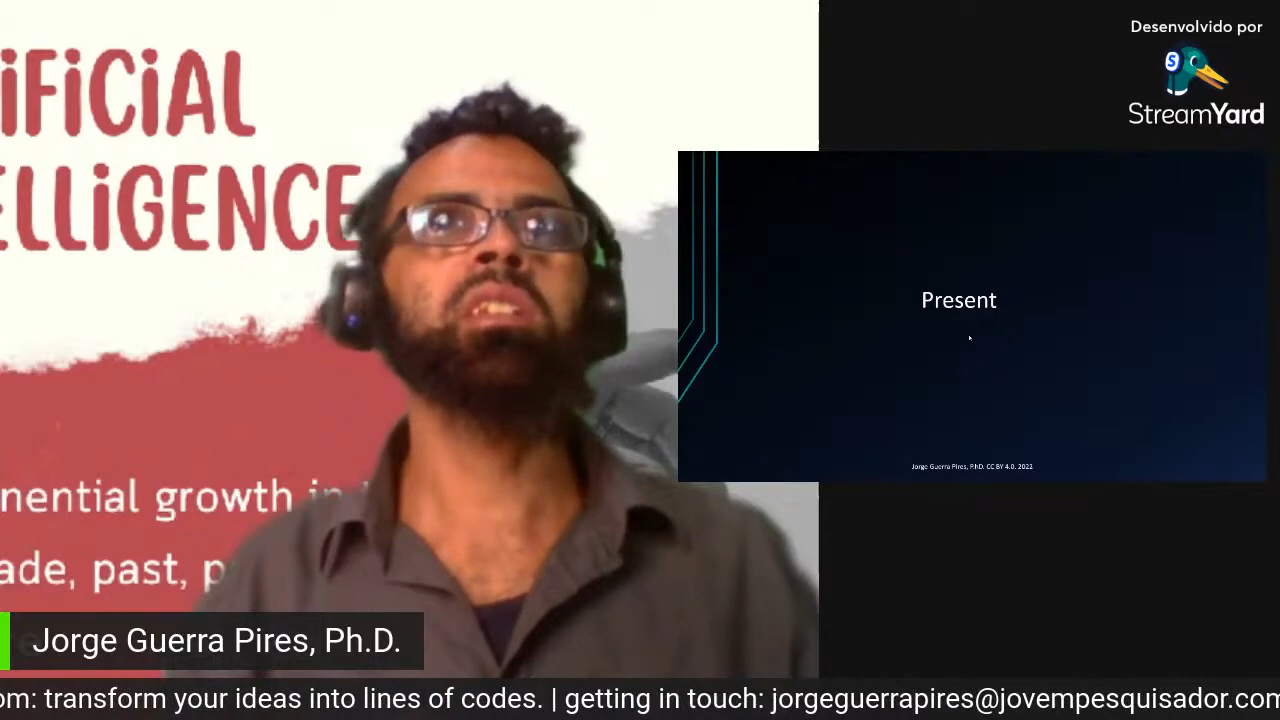 iFiCiAL
ELLiGENCE
nential growth in
ade, past, p
Desenvolvido por
StreamYard
Present
Jorge Guerra Pires, PhD. CC BY 4.0. 2022
Jorge Guerra Pires, Ph.D.
om: transform your ideas into lines of codes. | getting in touch: jorgeguerrapires@jovempesquisador.com